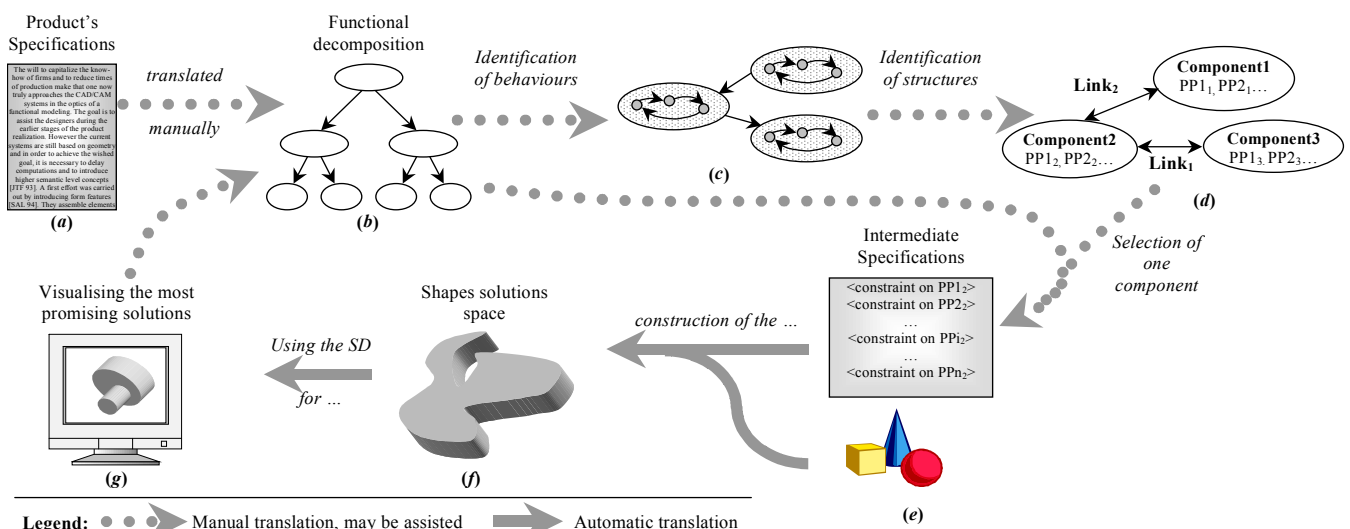 Product's
Specifications
The will to capitalize the know-
how of firms and to reduce times
of production make that one now
truly approaches the CAD/CAM
systems in the optics of a
functional modeling. The goal is to
assist the designers during the
earlier stages of the product
realization. However the current
systems are still based on geometry
and in order to achieve the wished
goal, it is necessary to delay
computations and to introduce
higher semantic level concepts
[JTF 93]. A first effort was carried
out by introducing form features
[SAL 94]. They assemble elements
(a)
translated
manually
Functional
decomposition
(b)
Identification
of behaviours
(c)
Identification
of structures
Component1
PP1₁, PP2₁…
Link₂
Component2
PP1₂, PP2₂…
Link₁
Component3
PP1₃, PP2₃…
(d)
Selection of
one
component
Intermediate
Specifications
<constraint on PP1₂>
<constraint on PP2₂>
…
<constraint on PPi₂>
…
<constraint on PPn₂>
(e)
construction of the …
Shapes solutions
space
(f)
Using the SD
for …
Visualising the most
promising solutions
(g)
Legend: Manual translation, may be assisted Automatic translation